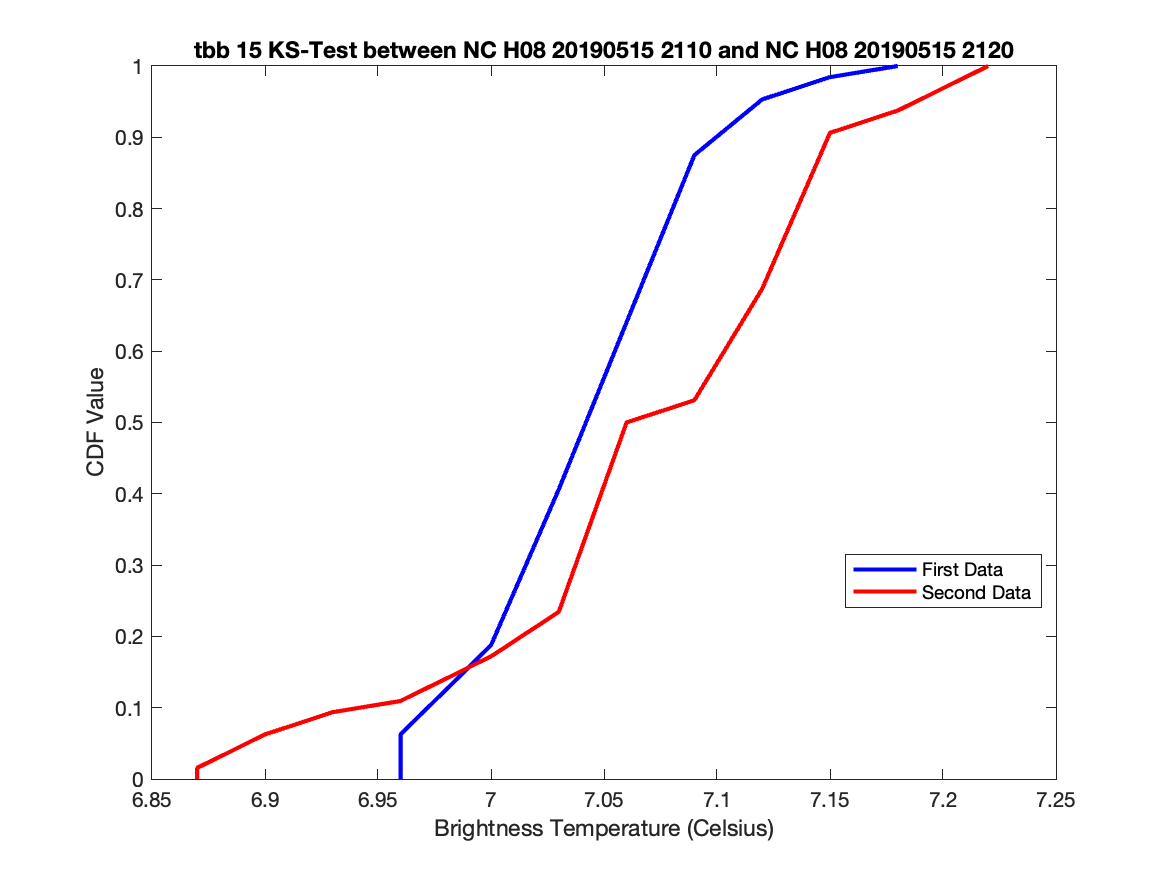 tbb 15 KS-Test between NC H08 20190515 2110 and NC H08 20190515 2120
1
0.9
0.8
0.7
0.6
0.5
0.4
0.3
0.2
0.1
0
CDF Value
First Data
Second Data
6.85 6.9 6.95 7 7.05 7.1 7.15 7.2 7.25
Brightness Temperature (Celsius)